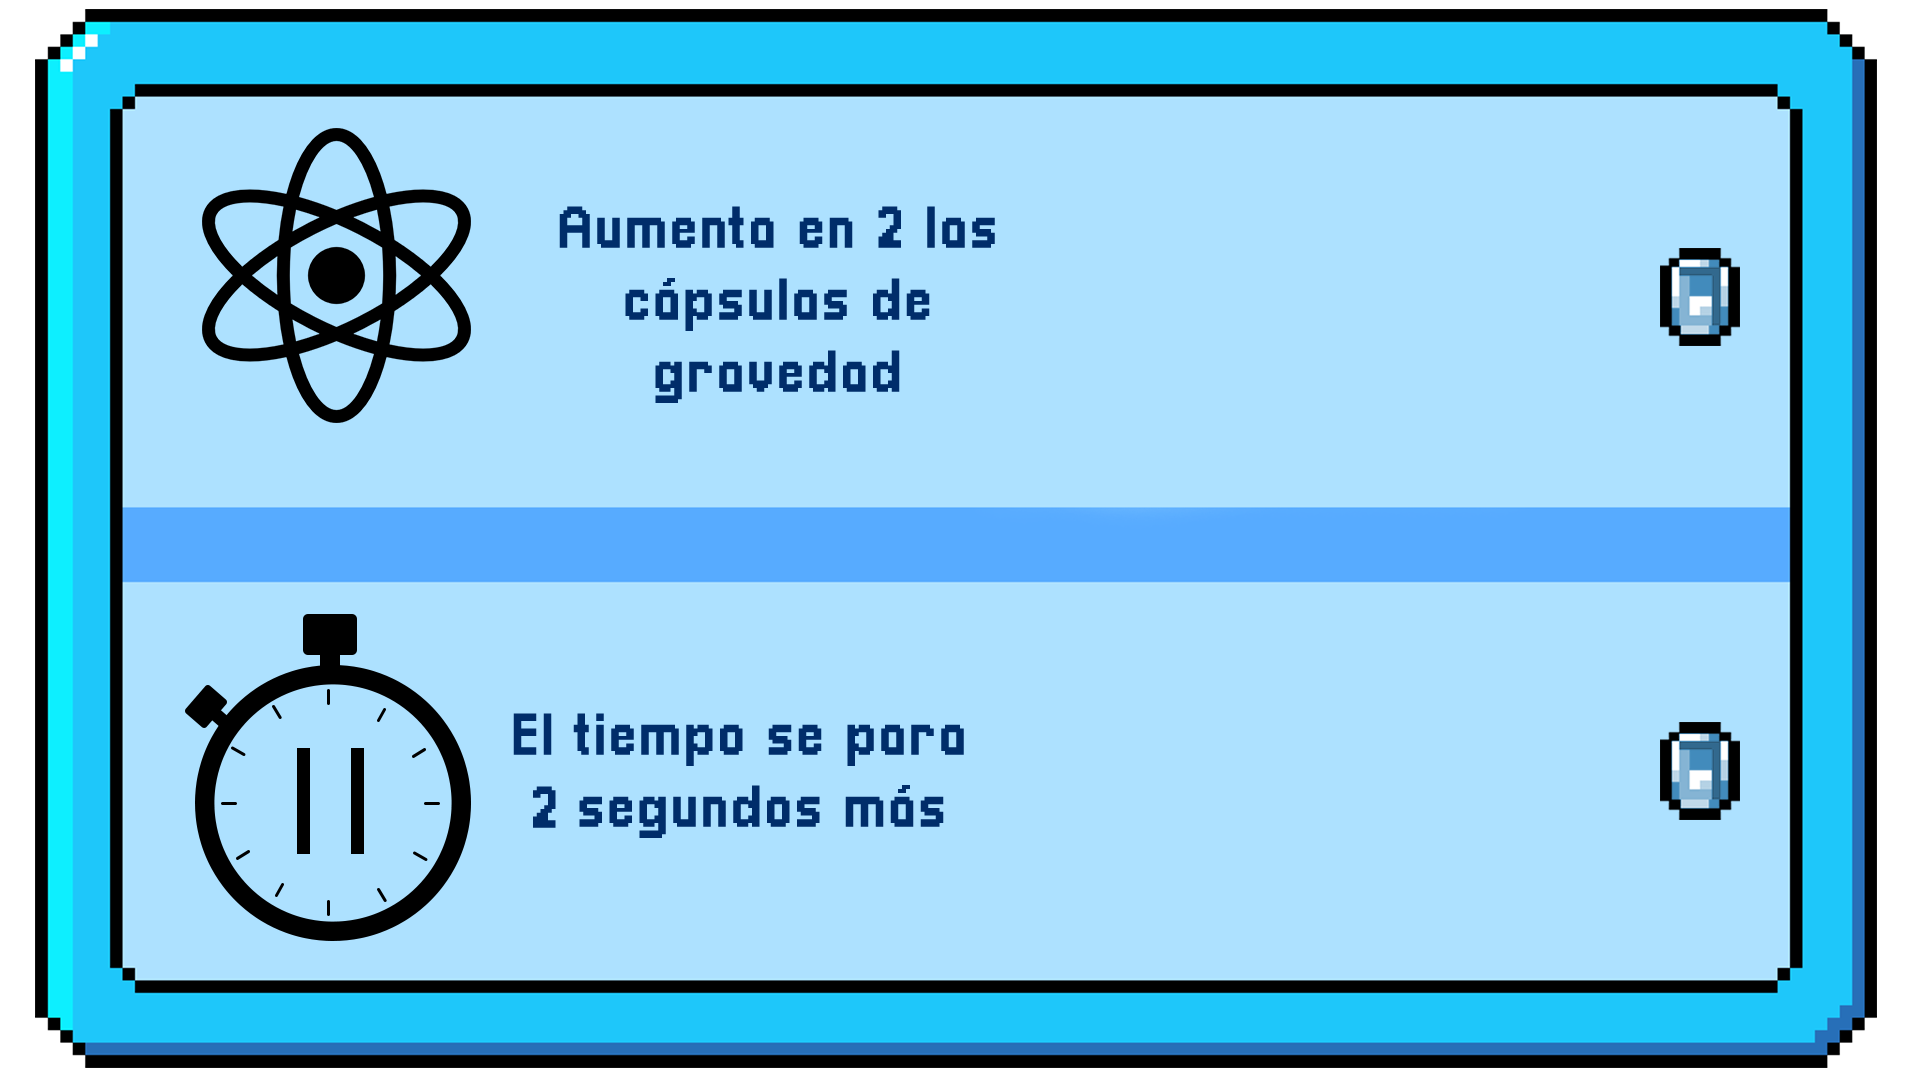 Aumenta en 2 las
cápsulas de
gravedad
El tiempo se para
2 segundos más